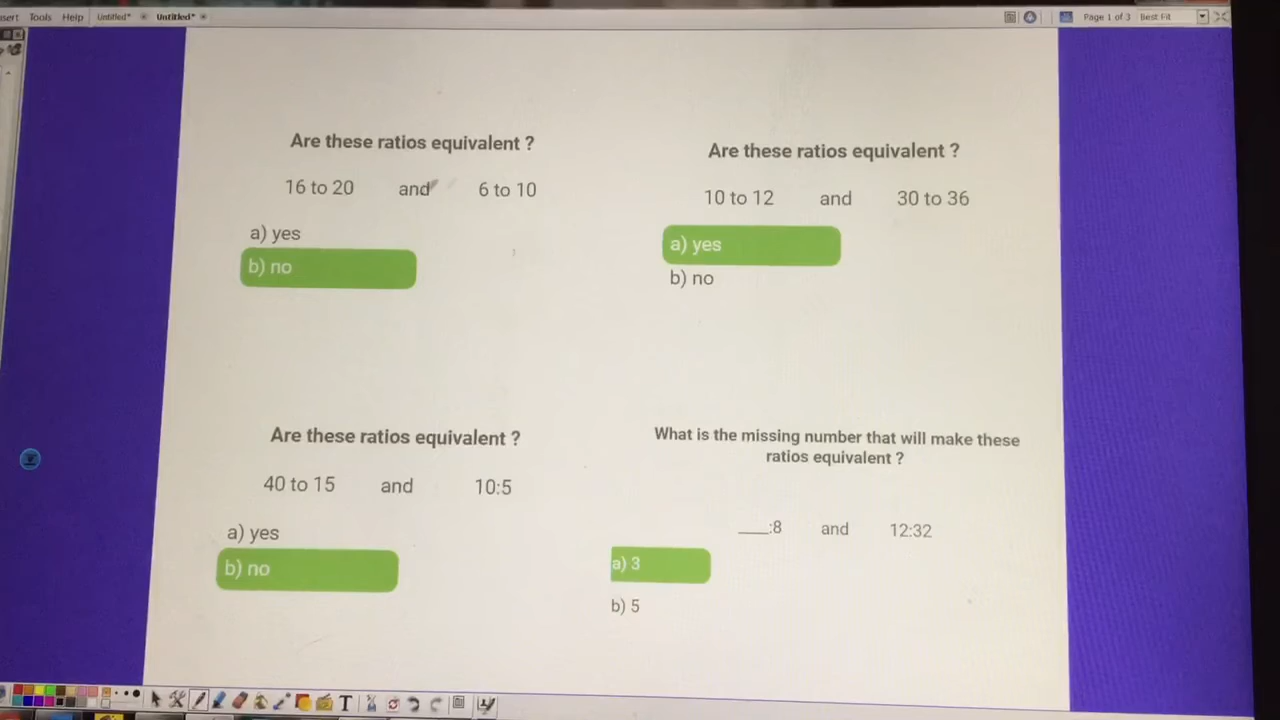 sert Tools Help Untitled* Untitled* Page 1 of 3 Best Fit
Are these ratios equivalent ?
16 to 20 and 6 to 10
a) yes
b) no
Are these ratios equivalent ?
10 to 12 and 30 to 36
a) yes
b) no
Are these ratios equivalent ?
40 to 15 and 10:5
a) yes
b) no
What is the missing number that will make these
ratios equivalent ?
___:8 and 12:32
a) 3
b) 5
T